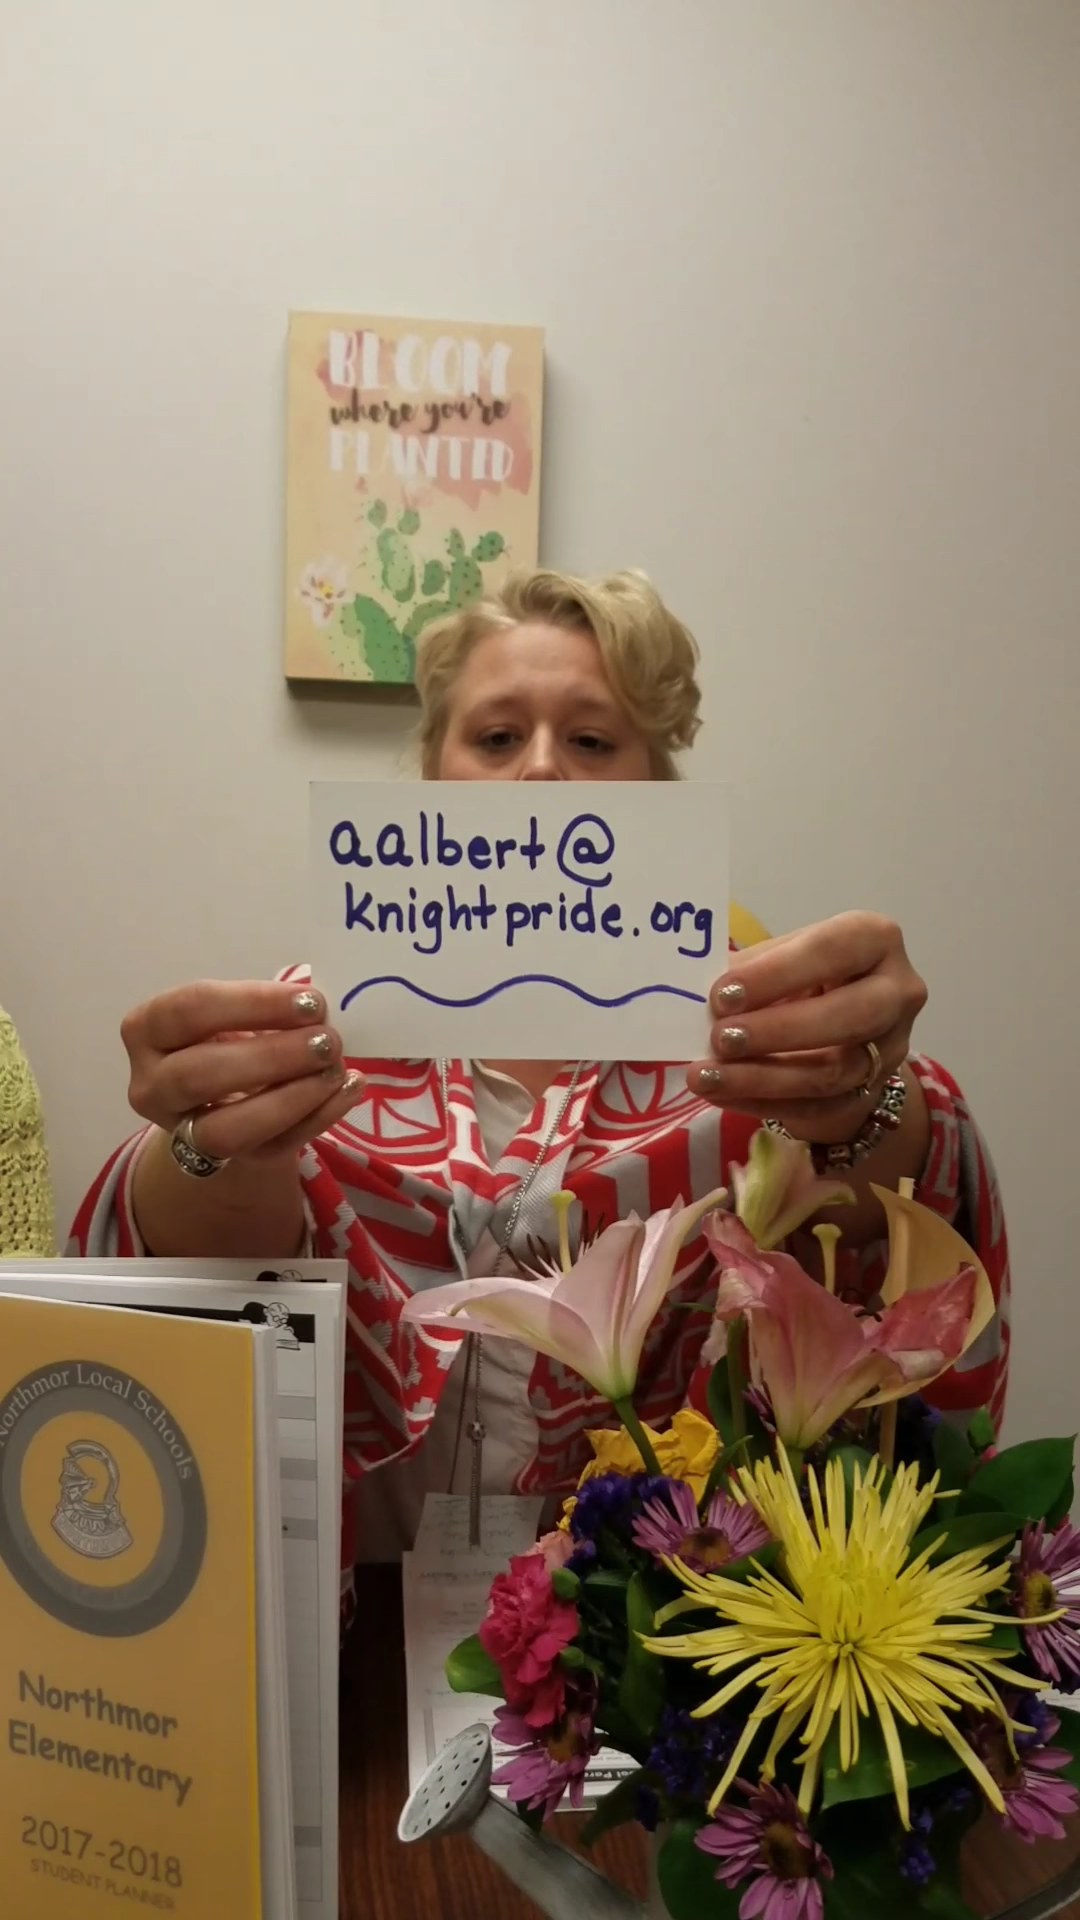 BLOOM
where you're
PLANTED
aalbert@
knightpride.org
Northmor Local Schools
Northmor
Elementary
2017-2018
STUDENT PLANNER